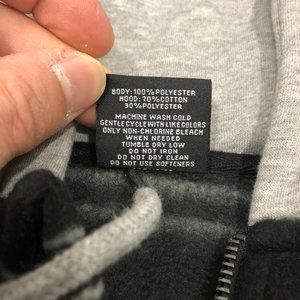 BODY: 100% POLYESTER
HOOD: 70% COTTON
30% POLYESTER
MACHINE WASH COLD
GENTLE CYCLE WITH LIKE COLORS
ONLY NON-CHLORINE BLEACH
WHEN NEEDED
TUMBLE DRY LOW
DO NOT IRON
DO NOT DRY CLEAN
DO NOT USE SOFTENERS